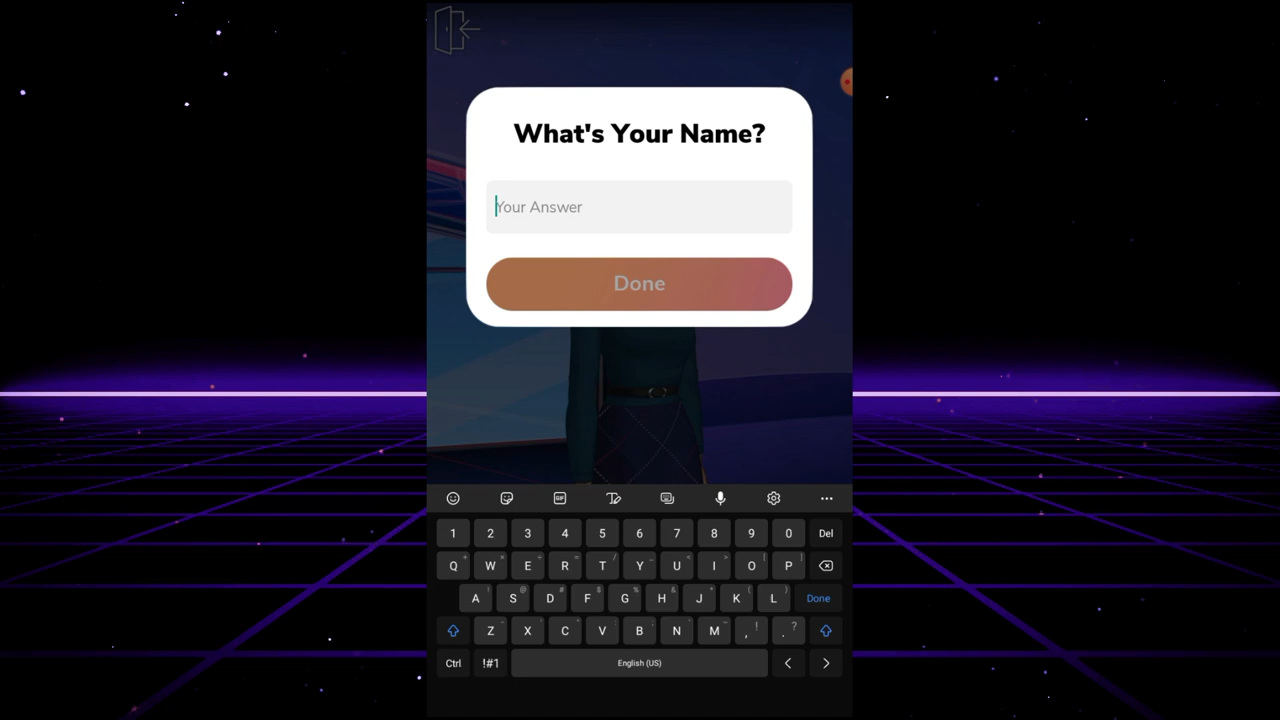 What's Your Name?
Your Answer
Done
GIF
1 2 3 4 5 6 7 8 9 0 Del
Q W E R T Y U I O P
A S D F G H J K L Done
Z X C V B N M , ! . ?
Ctrl !#1 English (US) < >